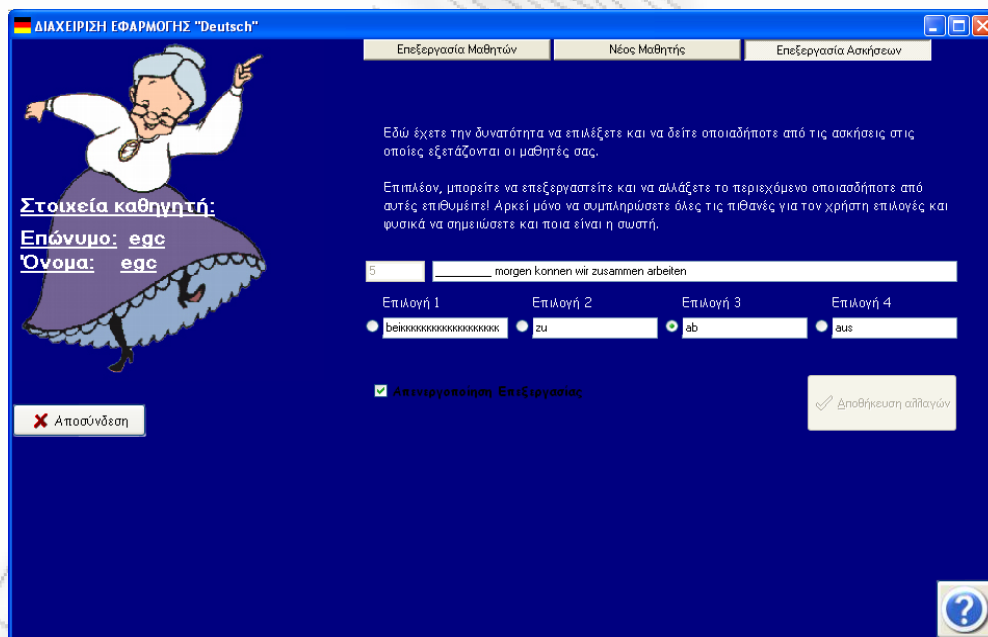 ΔΙΑΧΕΙΡΙΣΗ ΕΦΑΡΜΟΓΗΣ "Deutsch"
Επεξεργασία Μαθητών Νέος Μαθητής Επεξεργασία Ασκήσεων
Εδώ έχετε την δυνατότητα να επιλέξετε και να δείτε οποιαδήποτε από τις ασκήσεις στις
οποίες εξετάζονται οι μαθητές σας.
Επιπλέον, μπορείτε να επεξεργαστείτε και να αλλάξετε το περιεχόμενο οποιασδήποτε από
αυτές επιθυμείτε! Αρκεί μόνο να συμπληρώσετε όλες τις πιθανές για τον χρήστη επιλογές και
φυσικά να σημειώσετε και ποια είναι η σωστή.
Στοιχεία καθηγητή:
Επώνυμο: egc
Όνομα: egc
5 _________ morgen konnen wir zusammen arbeiten
Επιλογή 1 Επιλογή 2 Επιλογή 3 Επιλογή 4
beiκκκκκκκκκκκκκκκκκκκ zu ab aus
Απενεργοποίηση Επεξεργασίας
Αποθήκευση αλλαγών
Αποσύνδεση